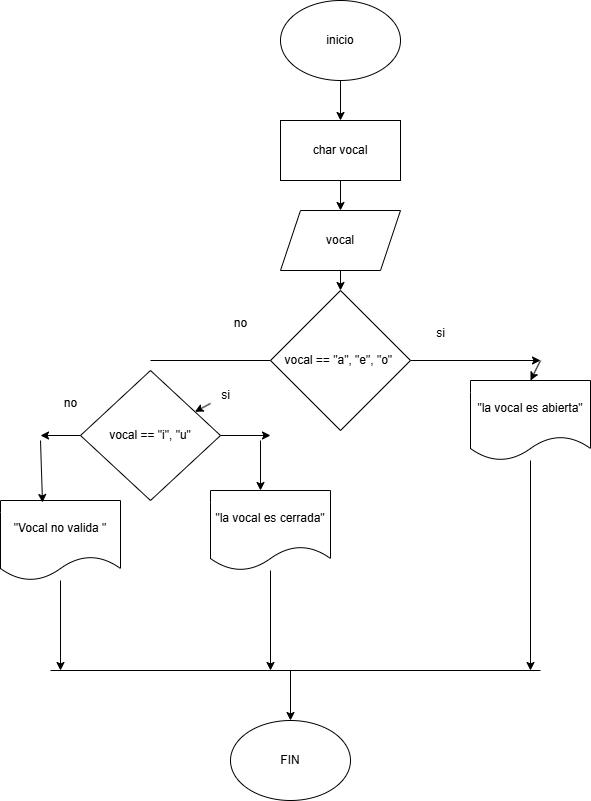 inicio
char vocal
vocal
no
si
vocal == "a", "e", "o"
si
no
"la vocal es abierta"
vocal == "i", "u"
"la vocal es cerrada"
"Vocal no valida "
FIN